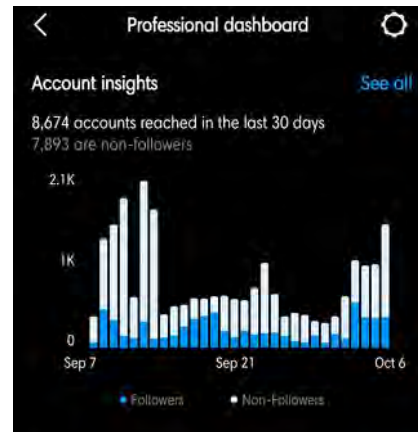 Professional dashboard
Account insights See all
8,674 accounts reached in the last 30 days
7,893 are non-followers
2.1K
1K
0
Sep 7 Sep 21 Oct 6
Followers Non-Followers